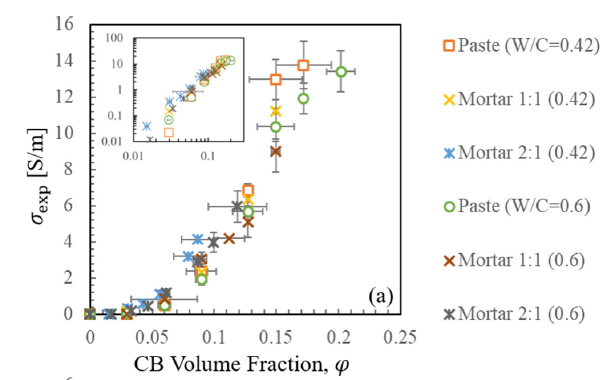 16
14
12
10
8
6
4
2
0
σexp [S/m]
100
10
1
0.1
0.01
0.01
0.1
(a)
0
0.05
0.1
0.15
0.2
0.25
CB Volume Fraction, φ
Paste (W/C=0.42)
Mortar 1:1 (0.42)
Mortar 2:1 (0.42)
Paste (W/C=0.6)
Mortar 1:1 (0.6)
Mortar 2:1 (0.6)